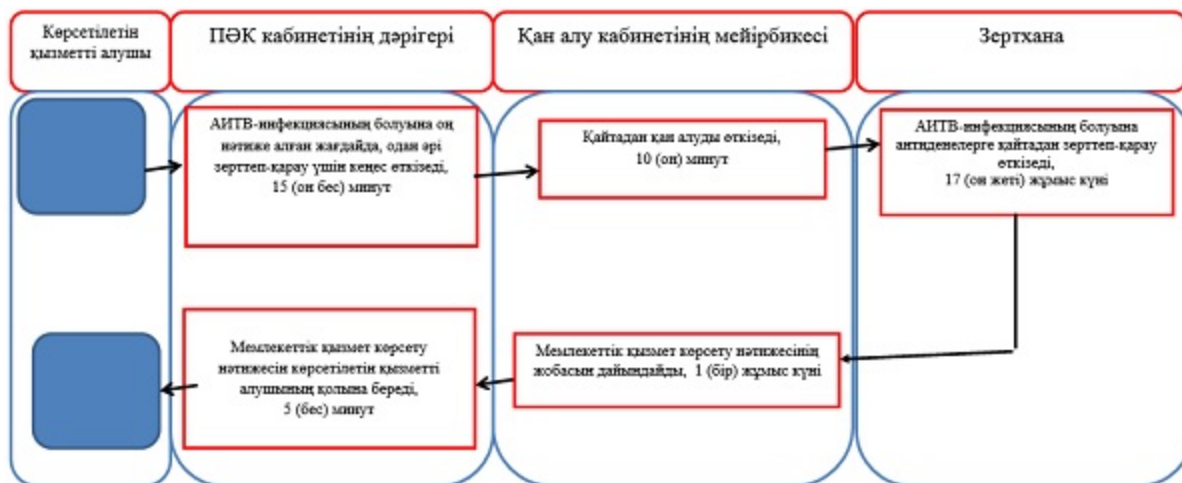 Көрсетілетін
қызметті алушы
ПӘК кабинетінің дәрігері
Қан алу кабинетінің мейірбикесі
Зертхана
АИТВ-инфекциясының болуына оң
нәтиже алған жағдайда, одан әрі
зерттеп-қарау үшін кеңес өткізеді,
15 (он бес) минут
Қайтадан қан алуды өткізеді,
10 (он) минут
АИТВ-инфекциясының болуына
антиденелерге қайтадан зерттеп-қарау
өткізеді,
17 (он жеті) жұмыс күні
Мемлекеттік қызмет көрсету
нәтижесін көрсетілетін қызметті
алушының қолына береді,
5 (бес) минут
Мемлекеттік қызмет көрсету нәтижесінің
жобасын дайындайды, 1 (бір) жұмыс күні